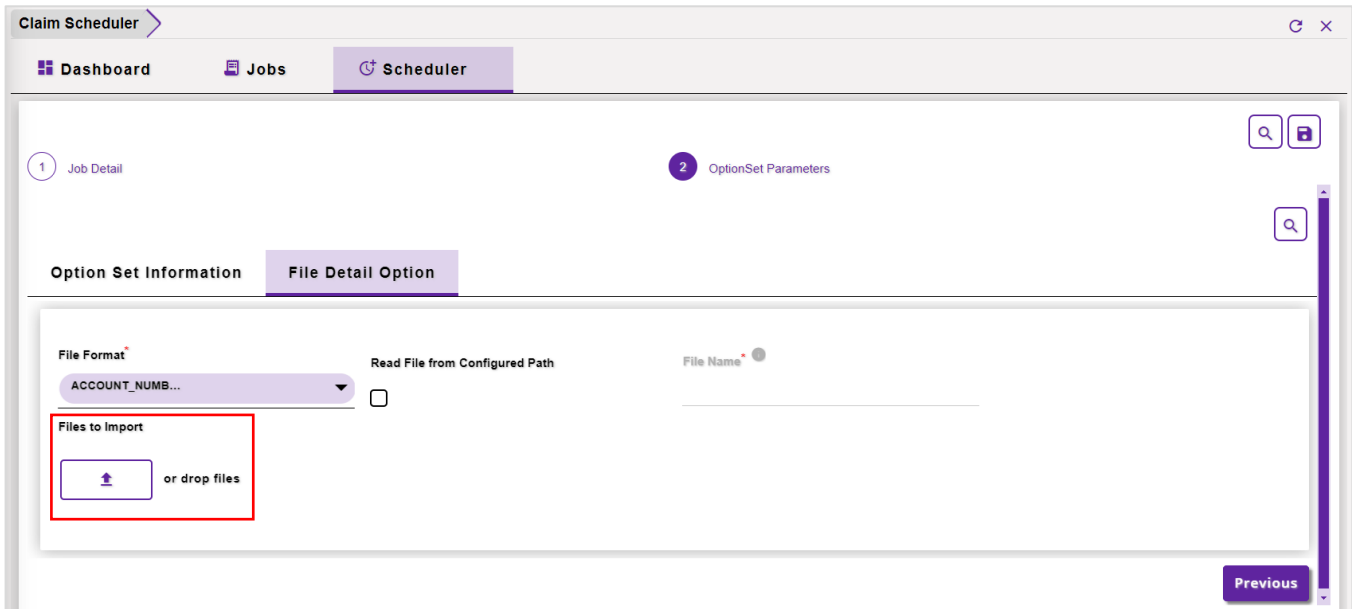 Claim Scheduler
Dashboard Jobs Scheduler
1 Job Detail 2 OptionSet Parameters
Option Set Information File Detail Option
File Format* Read File from Configured Path File Name*
ACCOUNT_NUMB...
Files to Import
or drop files
Previous